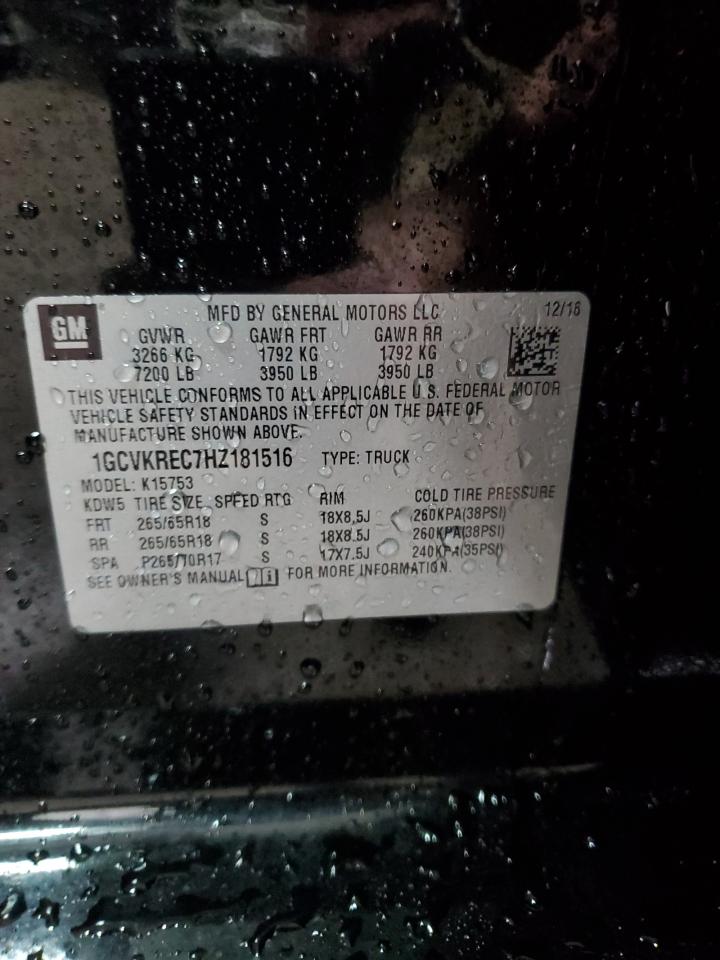 GM
MFD BY GENERAL MOTORS LLC 12/16
GVWR GAWR FRT GAWR RR
3266 KG 1792 KG 1792 KG
7200 LB 3950 LB 3950 LB
THIS VEHICLE CONFORMS TO ALL APPLICABLE U.S. FEDERAL MOTOR
VEHICLE SAFETY STANDARDS IN EFFECT ON THE DATE OF
MANUFACTURE SHOWN ABOVE.
1GCVKREC7HZ181516 TYPE: TRUCK
MODEL: K15753
KDW5 TIRE SIZE SPEED RTG RIM COLD TIRE PRESSURE
FRT 265/65R18 S 18X8.5J 260KPA(38PSI)
RR 265/65R18 S 18X8.5J 260KPA(38PSI)
SPA P265/70R17 S 17X7.5J 240KPA(35PSI)
SEE OWNER'S MANUAL i FOR MORE INFORMATION.